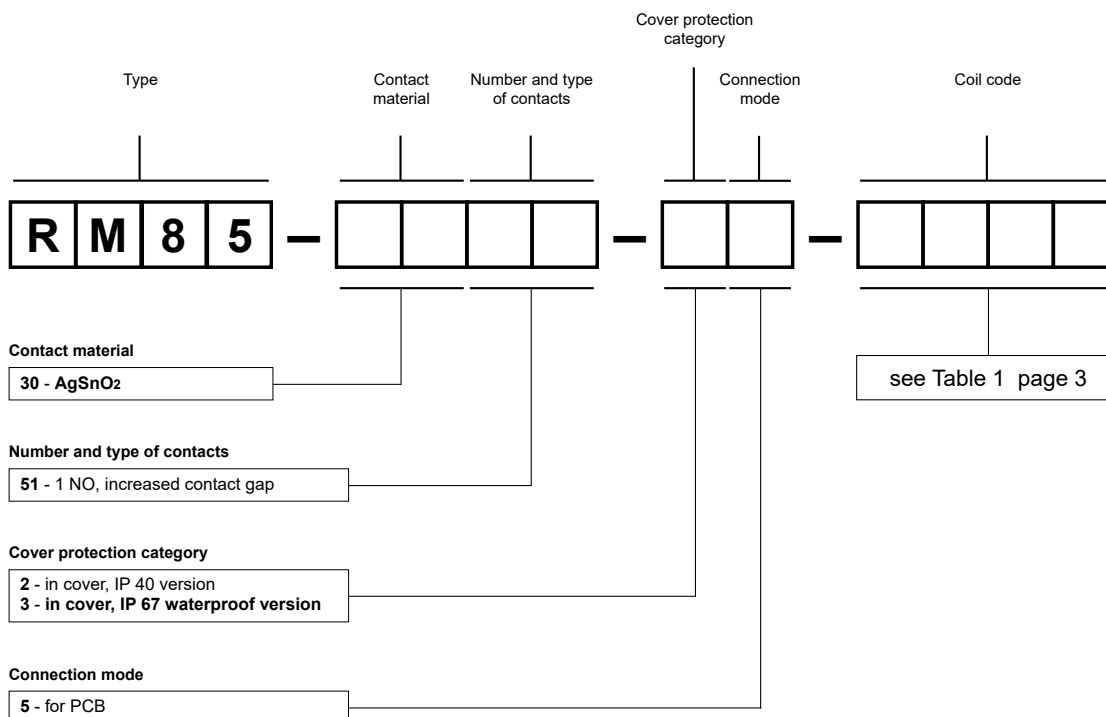 Cover protection
category
Type
Contact
material
Number and type
of contacts
Connection
mode
Coil code
RM85 – –  –
Contact material
30 - AgSnO2
see Table 1 page 3
Number and type of contacts
51 - 1 NO, increased contact gap
Cover protection category
2 - in cover, IP 40 version
3 - in cover, IP 67 waterproof version
Connection mode
5 - for PCB